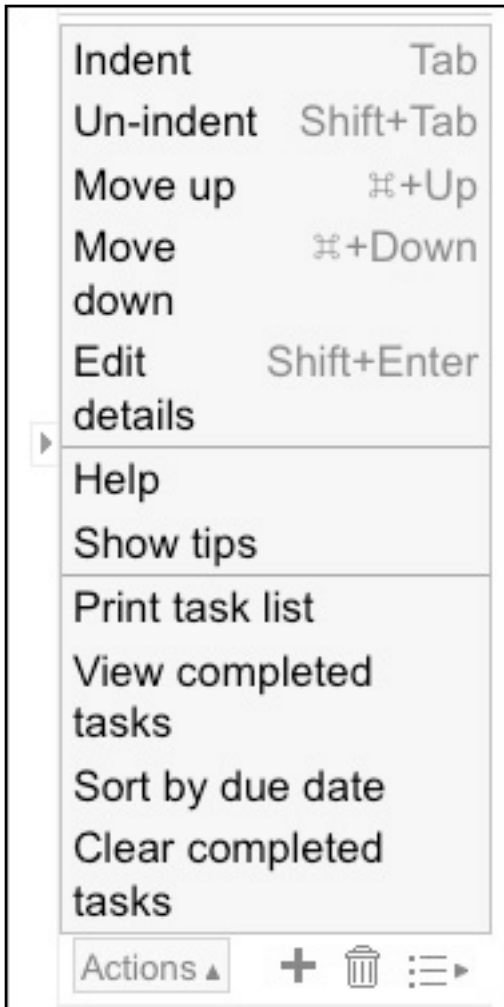 Indent Tab
Un-indent Shift+Tab
Move up ⌘+Up
Move ⌘+Down
down
Edit Shift+Enter
details
Help
Show tips
Print task list
View completed
tasks
Sort by due date
Clear completed
tasks
Actions ▴